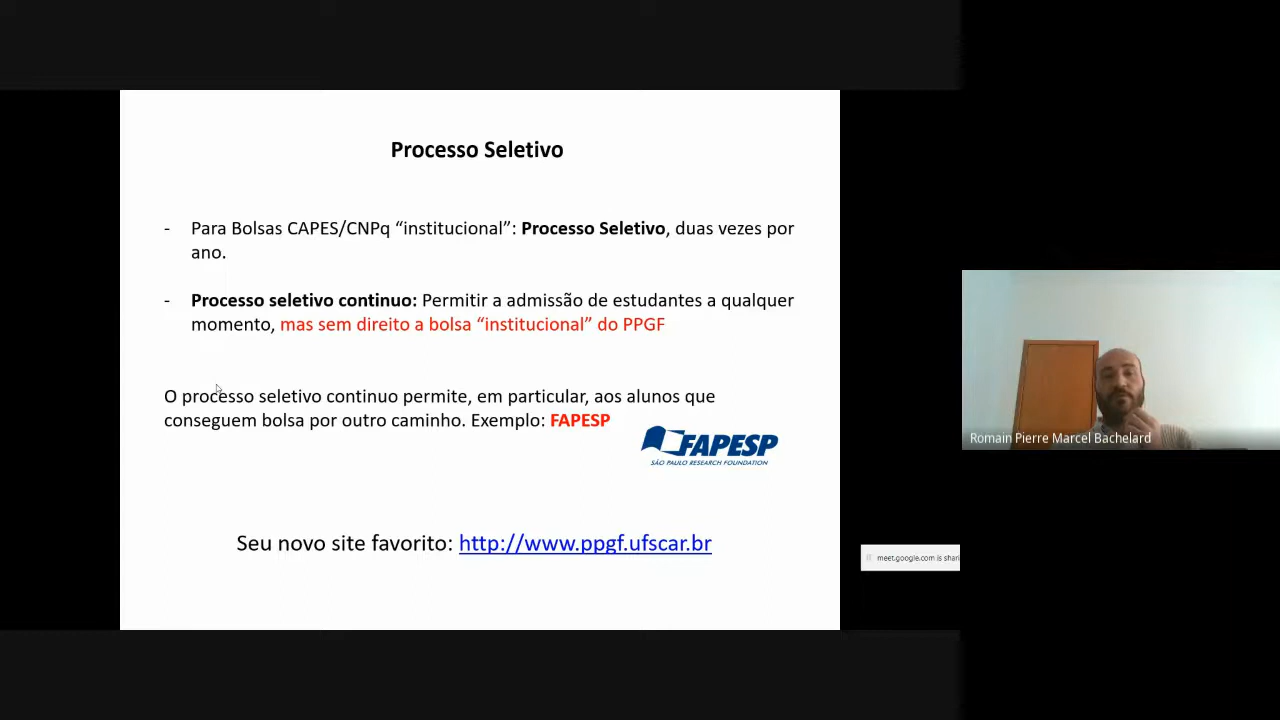 Processo Seletivo
- Para Bolsas CAPES/CNPq “institucional”: Processo Seletivo, duas vezes por
ano.
- Processo seletivo continuo: Permitir a admissão de estudantes a qualquer
momento, mas sem direito a bolsa “institucional” do PPGF
O processo seletivo continuo permite, em particular, aos alunos que
conseguem bolsa por outro caminho. Exemplo: FAPESP
FAPESP
SÃO PAULO RESEARCH FOUNDATION
Seu novo site favorito: http://www.ppgf.ufscar.br
Romain Pierre Marcel Bachelard
meet.google.com is shari